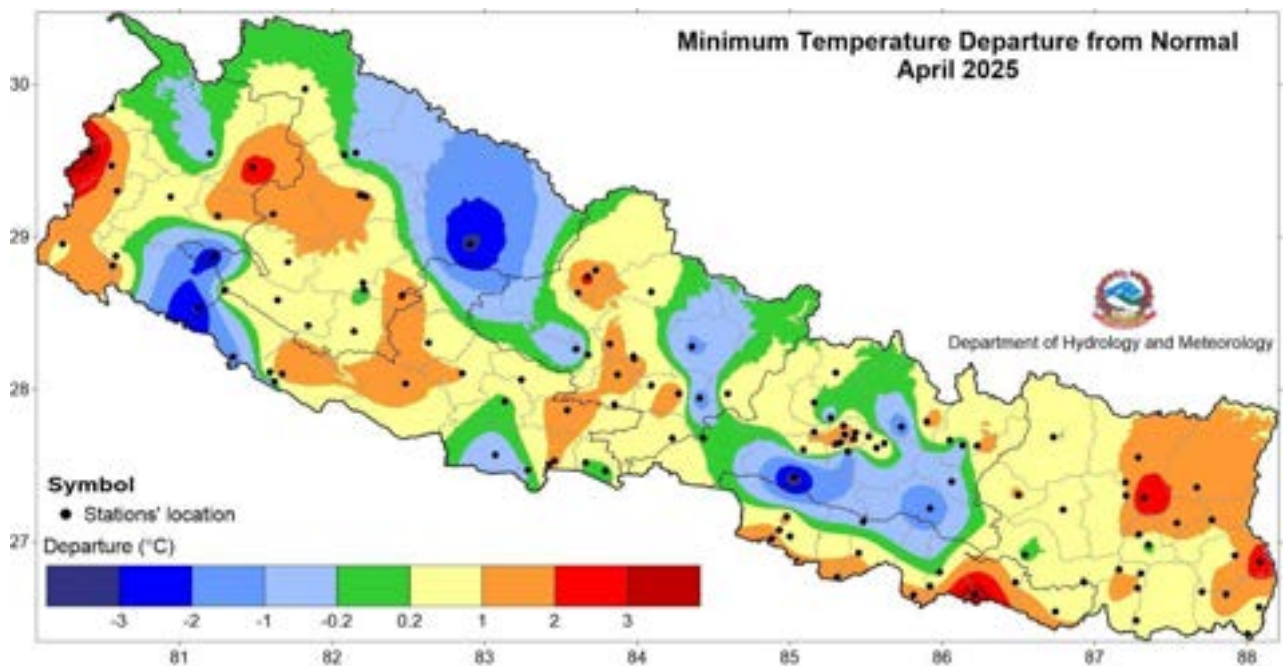 Minimum Temperature Departure from Normal
April 2025
30
29
28
27
Department of Hydrology and Meteorology
Symbol
Stations' location
Departure (°C)
-3 -2 -1 -0.2 0.2 1 2 3
81 82 83 84 85 86 87 88